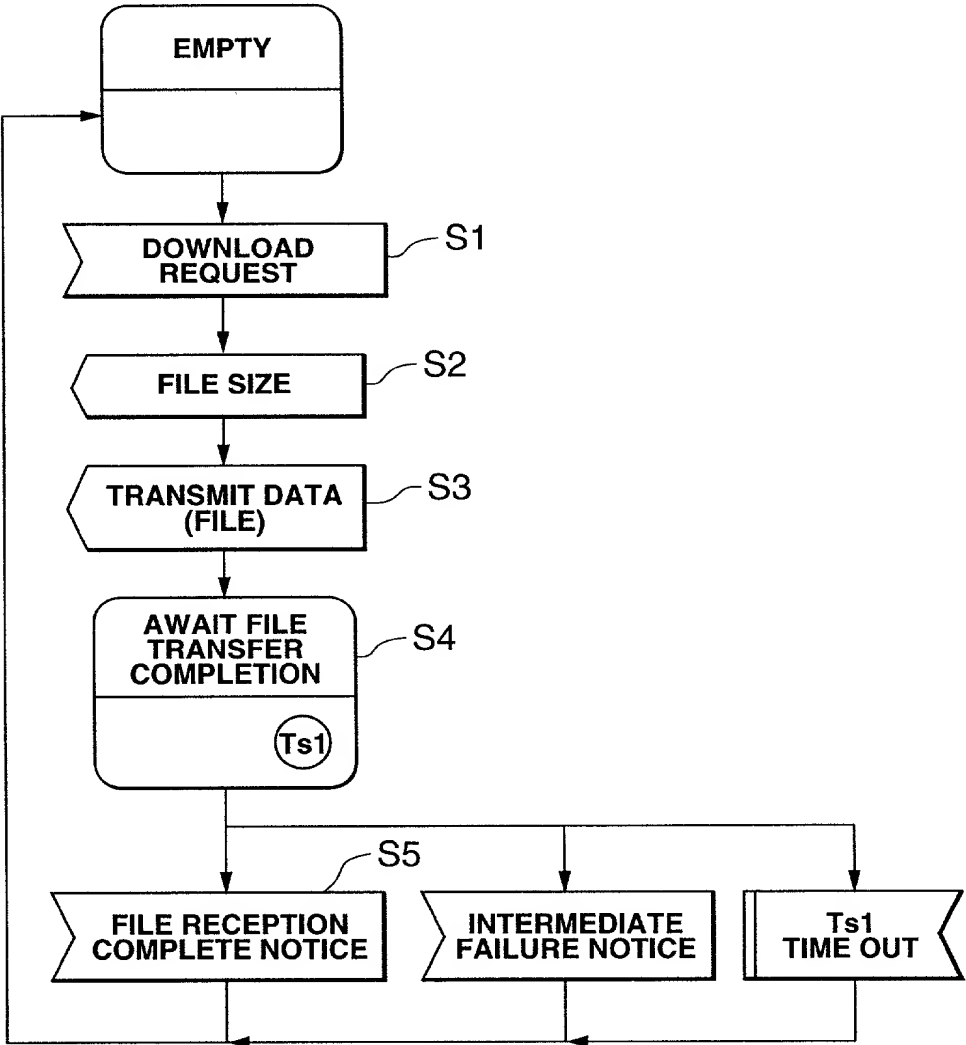 EMPTY
DOWNLOAD
REQUEST
S1
FILE SIZE
S2
TRANSMIT DATA
(FILE)
S3
AWAIT FILE
TRANSFER
COMPLETION
S4
Ts1
S5
FILE RECEPTION
COMPLETE NOTICE
INTERMEDIATE
FAILURE NOTICE
Ts1
TIME OUT